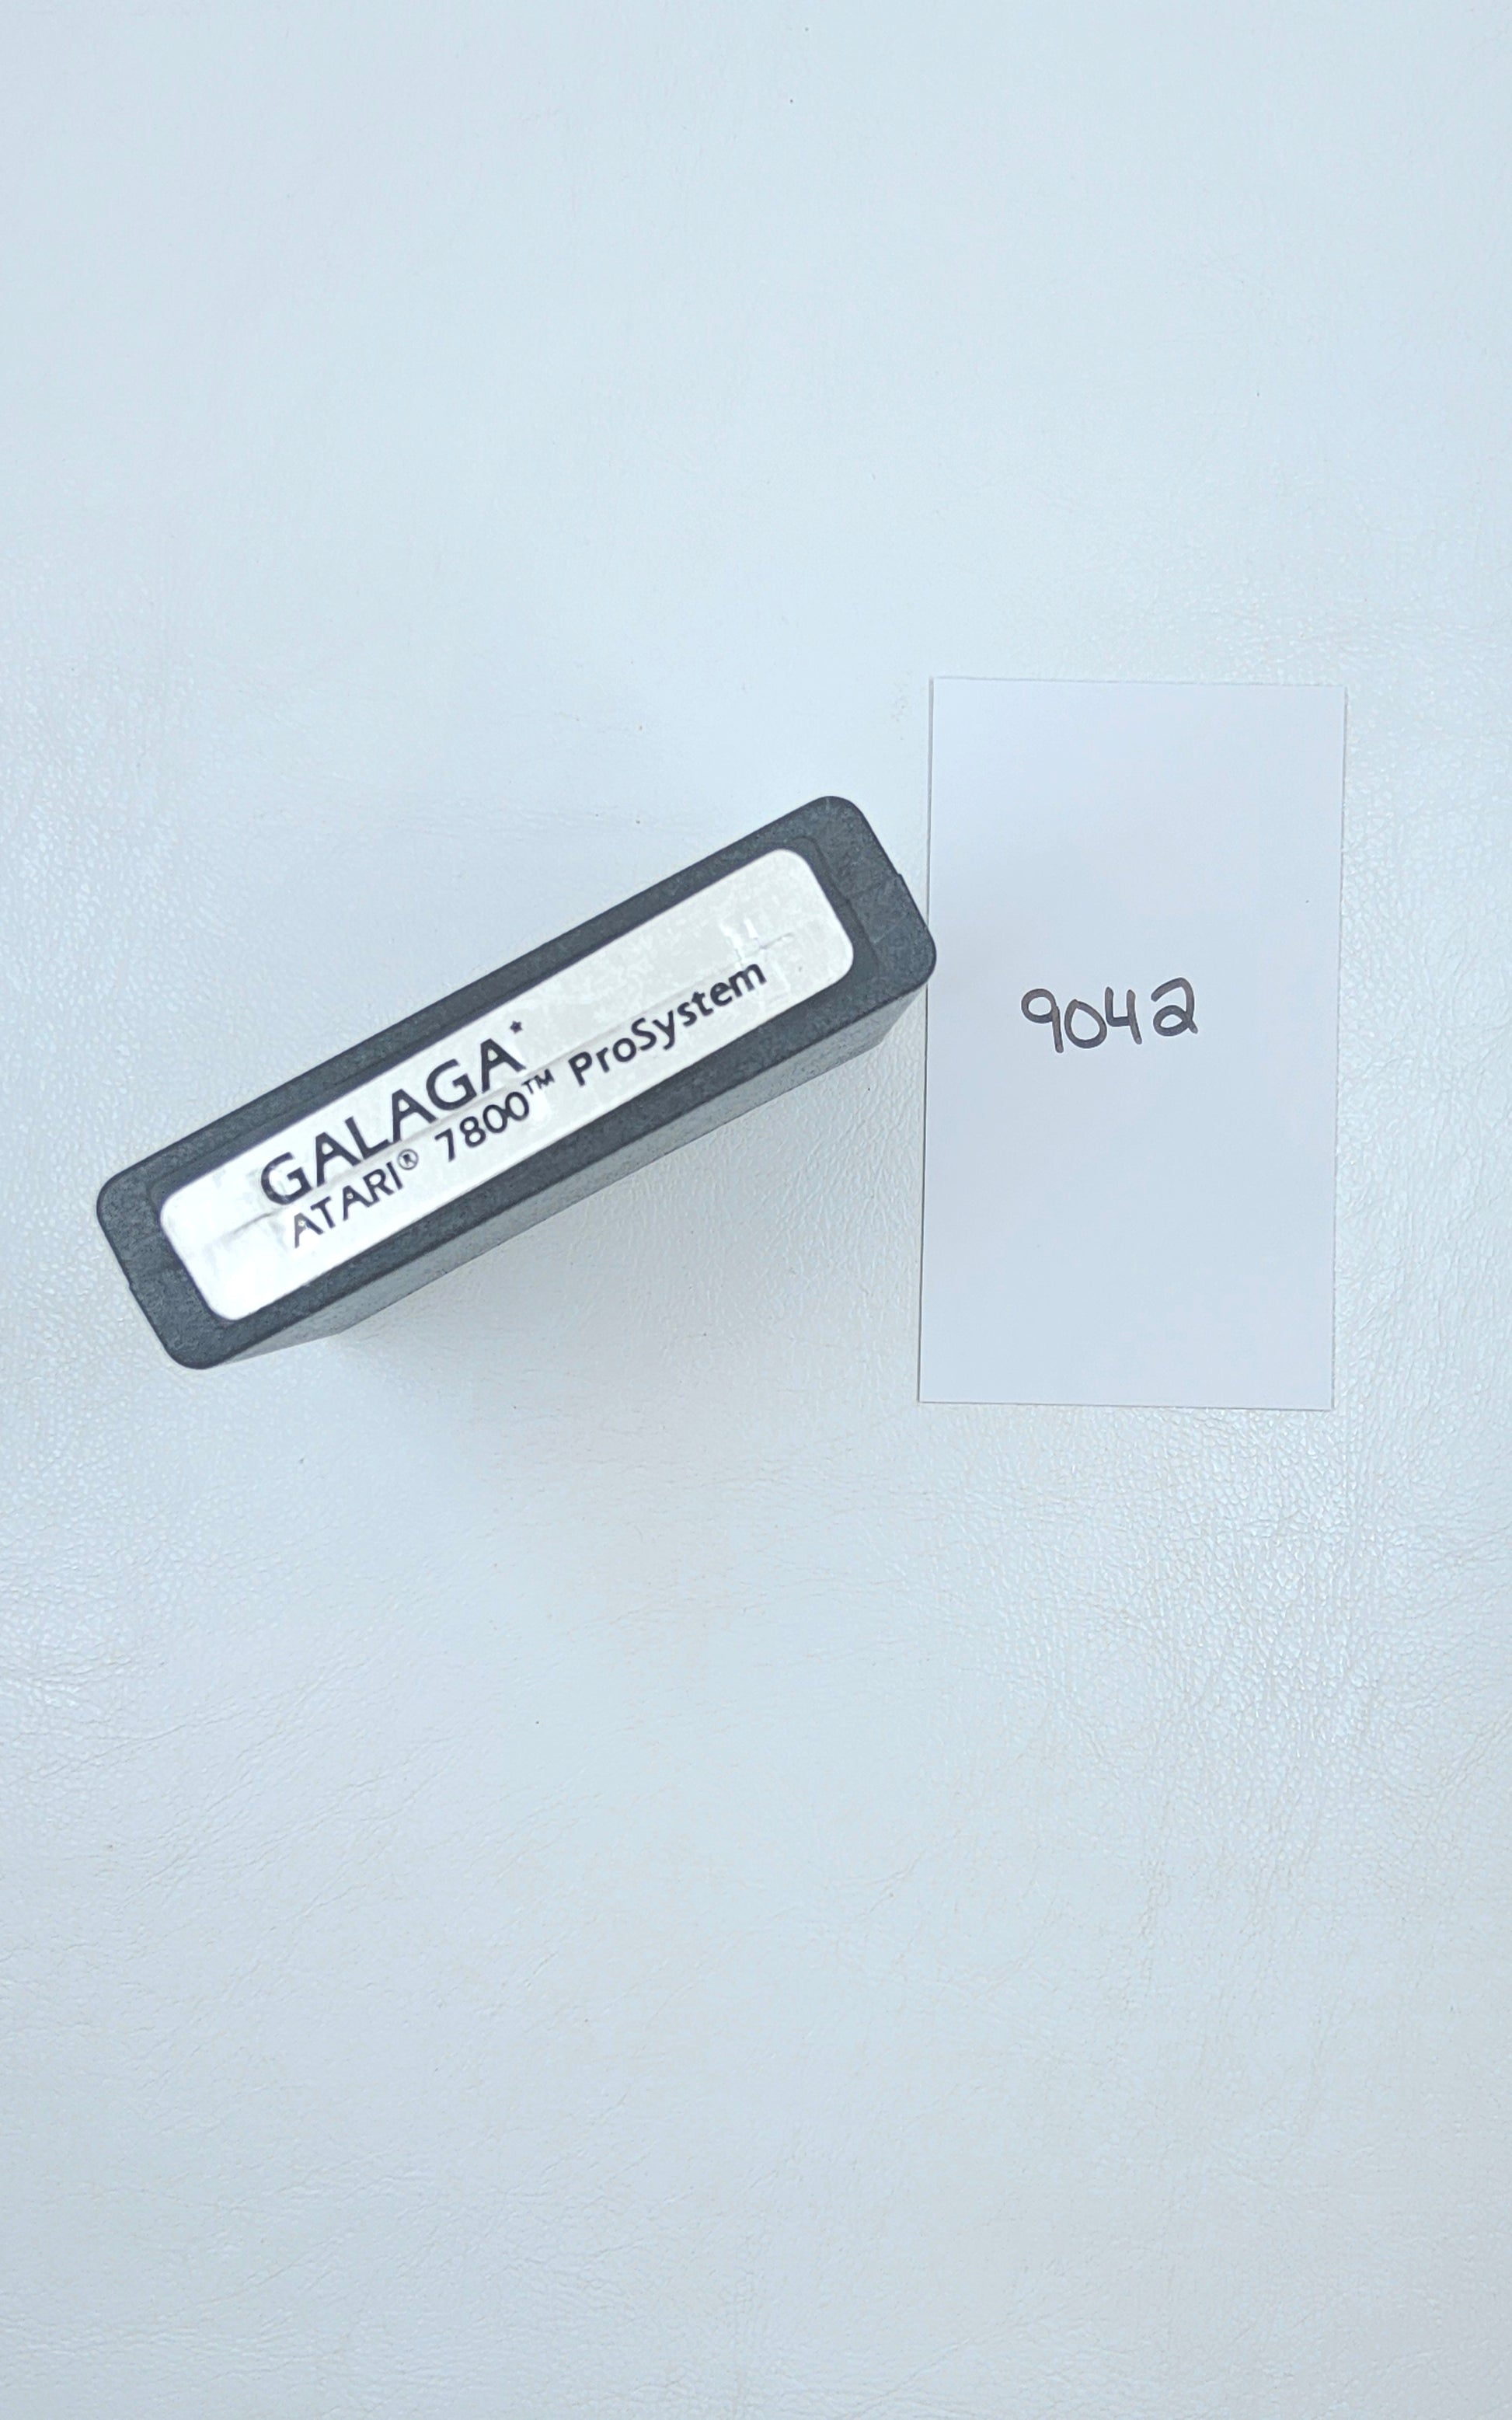 GALAGA*
ATARI® 7800™ ProSystem
9042